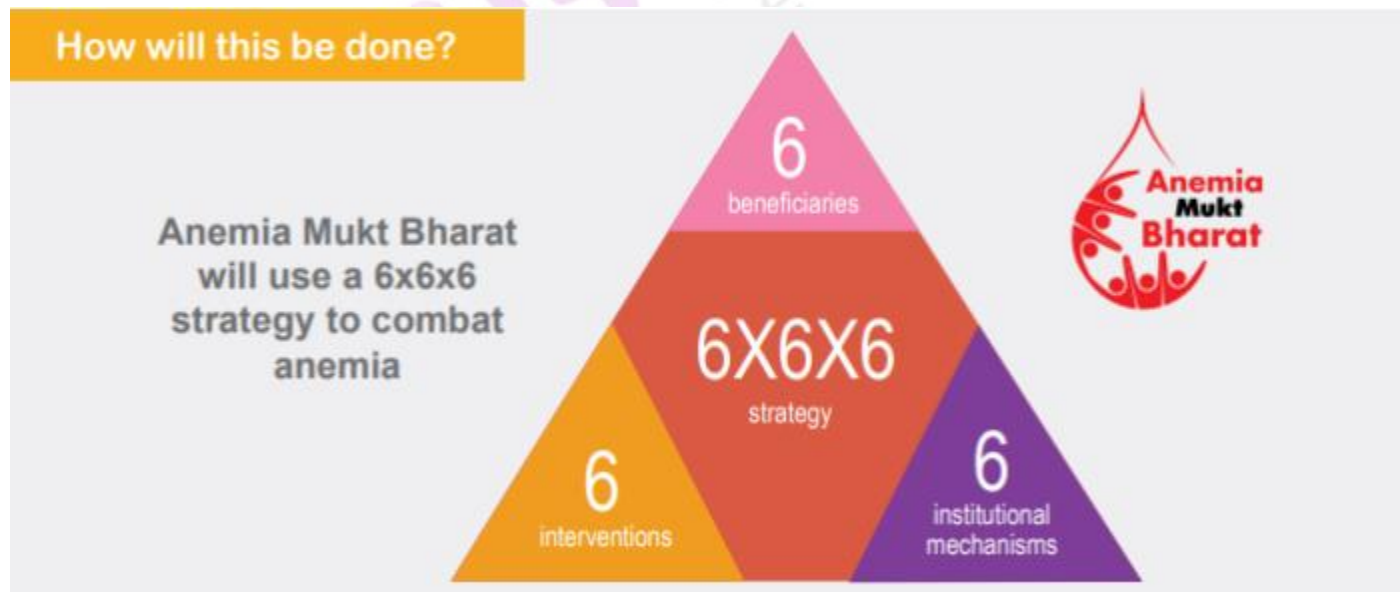 How will this be done?
Anemia Mukt Bharat
will use a 6x6x6
strategy to combat
anemia
6
beneficiaries
6X6X6
strategy
6
interventions
6
institutional
mechanisms
Anemia
Mukt
Bharat